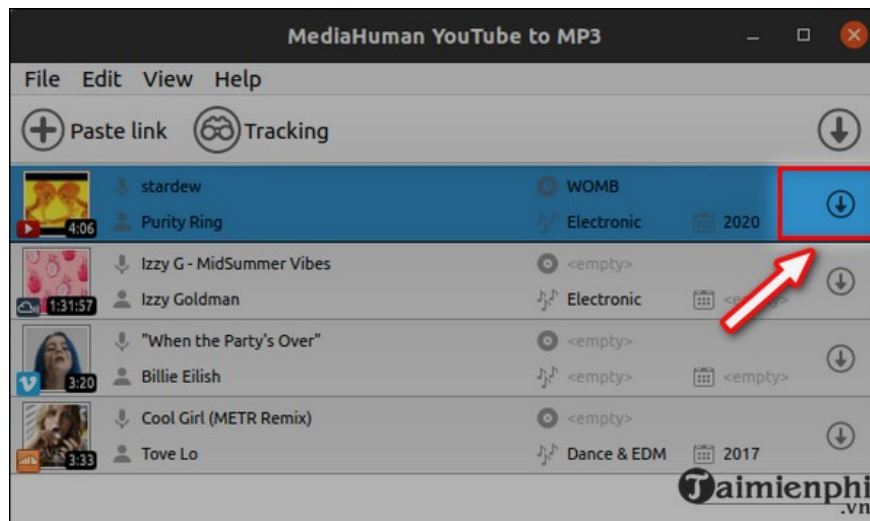 MediaHuman YouTube to MP3
File Edit View Help
Paste link Tracking
stardew WOMB
4:06 Purity Ring Electronic 2020
Izzy G - MidSummer Vibes <empty>
1:31:57 Izzy Goldman Electronic <empty>
"When the Party's Over" <empty>
3:20 Billie Eilish <empty> <empty>
Cool Girl (METR Remix) <empty>
3:33 Tove Lo Dance & EDM 2017
Taimienphi
.vn